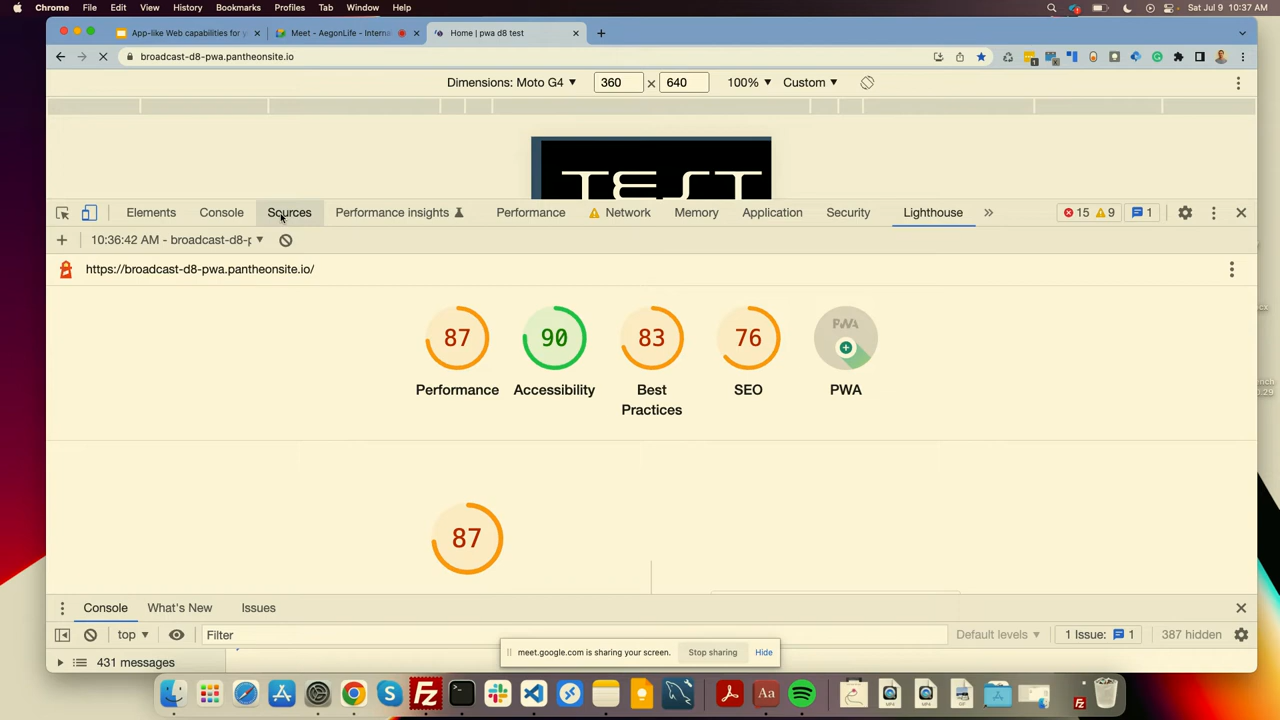 Chrome File Edit View History Bookmarks Profiles Tab Window Help Sat Jul 9 10:37 AM
App-like Web capabilities for y Meet - AegonLife - Interna Home | pwa d8 test
broadcast-d8-pwa.pantheonsite.io
Dimensions: Moto G4 360 × 640 100% Custom
TEST
Elements Console Sources Performance insights Performance Network Memory Application Security Lighthouse » 15 9 1
10:36:42 AM - broadcast-d8-p
https://broadcast-d8-pwa.pantheonsite.io/
87 90 83 76 PWA
Performance Accessibility Best Practices SEO PWA
87
Console What's New Issues
top Filter Default levels 1 Issue: 1 387 hidden
meet.google.com is sharing your screen. Stop sharing Hide
431 messages